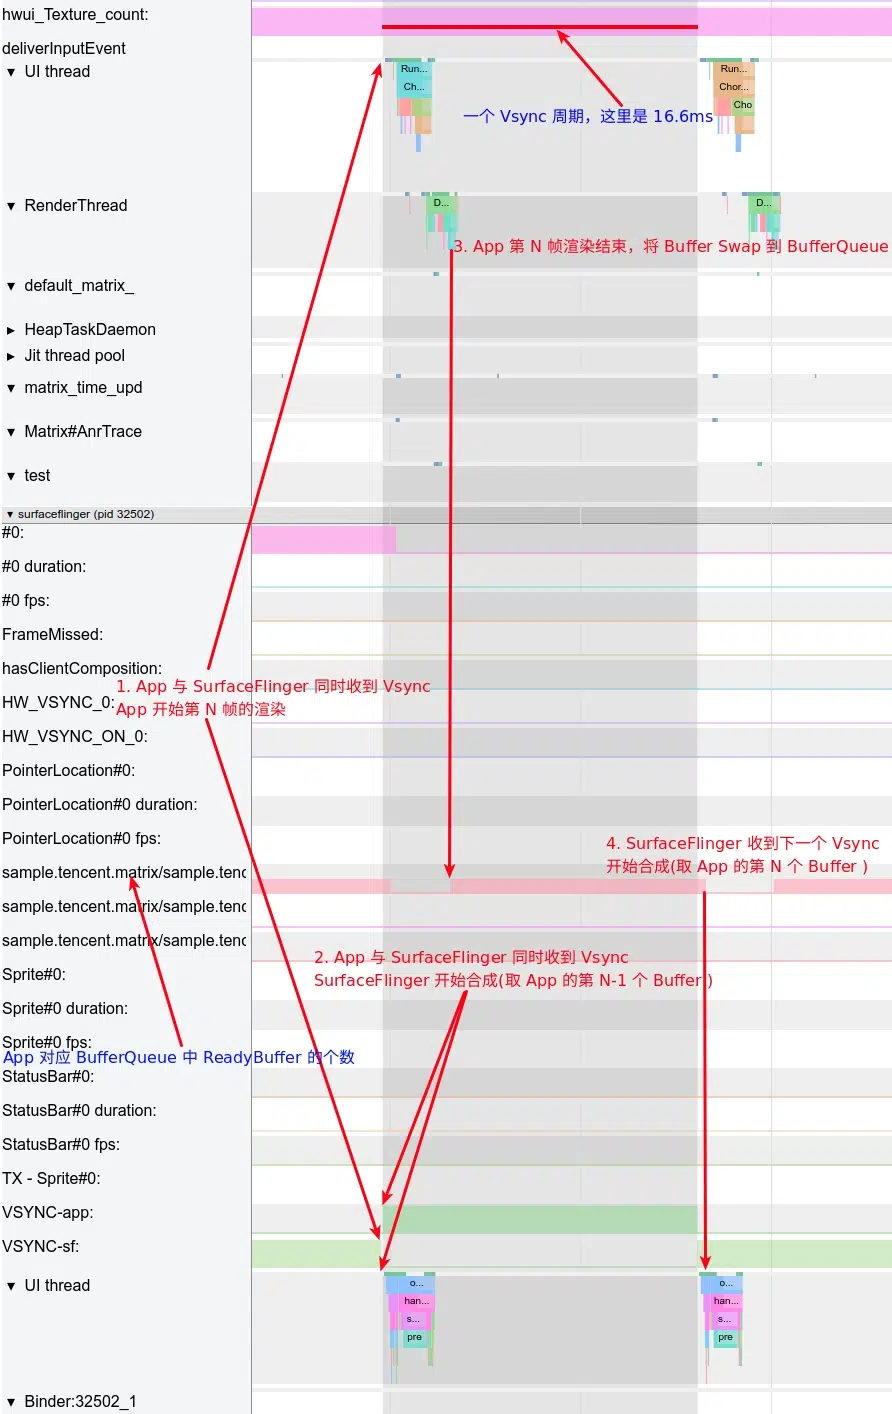 hwui_Texture_count:
deliverInputEvent
▼ UI thread
Run...
Ch...
Run...
Chor...
Cho
一个 Vsync 周期，这里是 16.6ms
▼ RenderThread
D...
D...
3. App 第 N 帧渲染结束，将 Buffer Swap 到 BufferQueue
▼ default_matrix_
► HeapTaskDaemon
► Jit thread pool
▼ matrix_time_upd
▼ Matrix#AnrTrace
▼ test
▼ surfaceflinger (pid 32502)
#0:
#0 duration:
#0 fps:
FrameMissed:
hasClientComposition:
1. App 与 SurfaceFlinger 同时收到 Vsync
App 开始第 N 帧的渲染
HW_VSYNC_0:
HW_VSYNC_ON_0:
PointerLocation#0:
PointerLocation#0 duration:
PointerLocation#0 fps:
4. SurfaceFlinger 收到下一个 Vsync
开始合成(取 App 的第 N 个 Buffer )
sample.tencent.matrix/sample.tenc
sample.tencent.matrix/sample.tenc
sample.tencent.matrix/sample.tenc
2. App 与 SurfaceFlinger 同时收到 Vsync
SurfaceFlinger 开始合成(取 App 的第 N-1 个 Buffer )
Sprite#0:
Sprite#0 duration:
Sprite#0 fps:
App 对应 BufferQueue 中 ReadyBuffer 的个数
StatusBar#0:
StatusBar#0 duration:
StatusBar#0 fps:
TX - Sprite#0:
VSYNC-app:
VSYNC-sf:
▼ UI thread
o...
han...
s...
pre
o...
han...
s...
pre
▼ Binder:32502_1